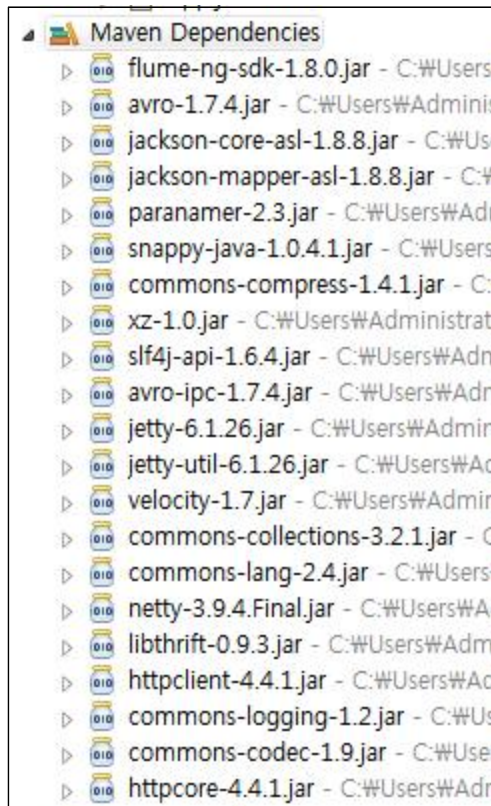 Maven Dependencies
flume-ng-sdk-1.8.0.jar - C:₩Users
avro-1.7.4.jar - C:₩Users₩Adminis
jackson-core-asl-1.8.8.jar - C:₩Us
jackson-mapper-asl-1.8.8.jar - C:₩
paranamer-2.3.jar - C:₩Users₩Ad
snappy-java-1.0.4.1.jar - C:₩Users
commons-compress-1.4.1.jar - C:
xz-1.0.jar - C:₩Users₩Administrat
slf4j-api-1.6.4.jar - C:₩Users₩Adn
avro-ipc-1.7.4.jar - C:₩Users₩Adr
jetty-6.1.26.jar - C:₩Users₩Admir
jetty-util-6.1.26.jar - C:₩Users₩Ad
velocity-1.7.jar - C:₩Users₩Admir
commons-collections-3.2.1.jar - C
commons-lang-2.4.jar - C:₩Users
netty-3.9.4.Final.jar - C:₩Users₩A
libthrift-0.9.3.jar - C:₩Users₩Adm
httpclient-4.4.1.jar - C:₩Users₩Ad
commons-logging-1.2.jar - C:₩Us
commons-codec-1.9.jar - C:₩Use
httpcore-4.4.1.jar - C:₩Users₩Adr